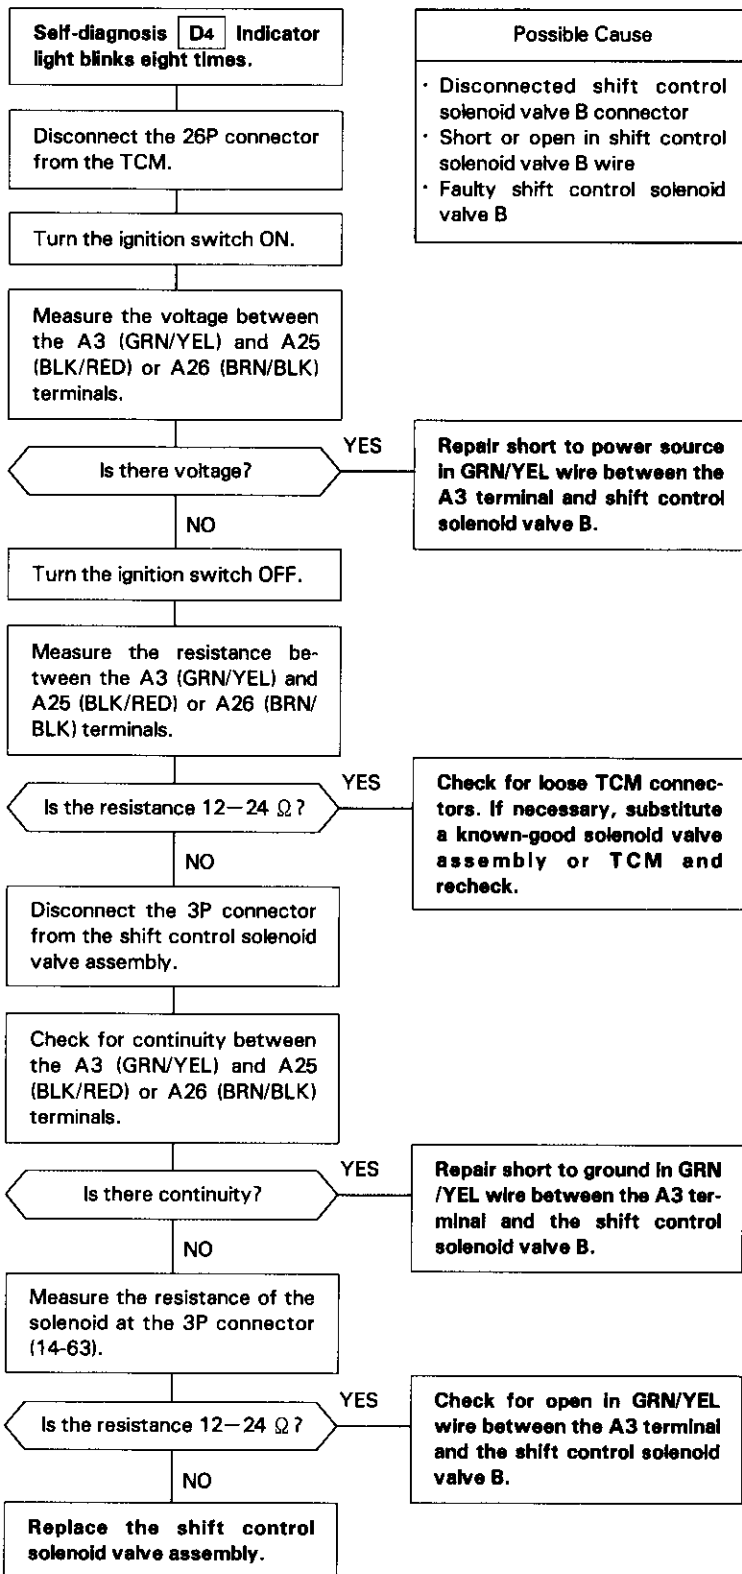 Self-diagnosis D4 Indicator
light blinks eight times.
Possible Cause
· Disconnected shift control
solenoid valve B connector
· Short or open in shift control
solenoid valve B wire
· Faulty shift control solenoid
valve B
Disconnect the 26P connector
from the TCM.
Turn the ignition switch ON.
Measure the voltage between
the A3 (GRN/YEL) and A25
(BLK/RED) or A26 (BRN/BLK)
terminals.
Is there voltage?
YES
Repair short to power source
in GRN/YEL wire between the
A3 terminal and shift control
solenoid valve B.
NO
Turn the ignition switch OFF.
Measure the resistance be-
tween the A3 (GRN/YEL) and
A25 (BLK/RED) or A26 (BRN/
BLK) terminals.
Is the resistance 12—24 Ω?
YES
Check for loose TCM connec-
tors. If necessary, substitute
a known-good solenoid valve
assembly or TCM and
recheck.
NO
Disconnect the 3P connector
from the shift control solenoid
valve assembly.
Check for continuity between
the A3 (GRN/YEL) and A25
(BLK/RED) or A26 (BRN/BLK)
terminals.
Is there continuity?
YES
Repair short to ground in GRN
/YEL wire between the A3 ter-
minal and the shift control
solenoid valve B.
NO
Measure the resistance of the
solenoid at the 3P connector
(14-63).
Is the resistance 12—24 Ω?
YES
Check for open in GRN/YEL
wire between the A3 terminal
and the shift control solenoid
valve B.
NO
Replace the shift control
solenoid valve assembly.